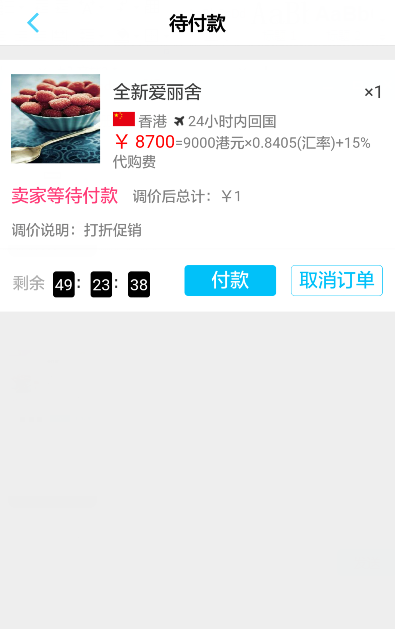 待付款
全新爱丽舍 ×1
香港 24小时内回国
￥8700=9000港元×0.8405(汇率)+15%
代购费
卖家等待付款 调价后总计：￥1
调价说明：打折促销
剩余 49:23:38 付款 取消订单